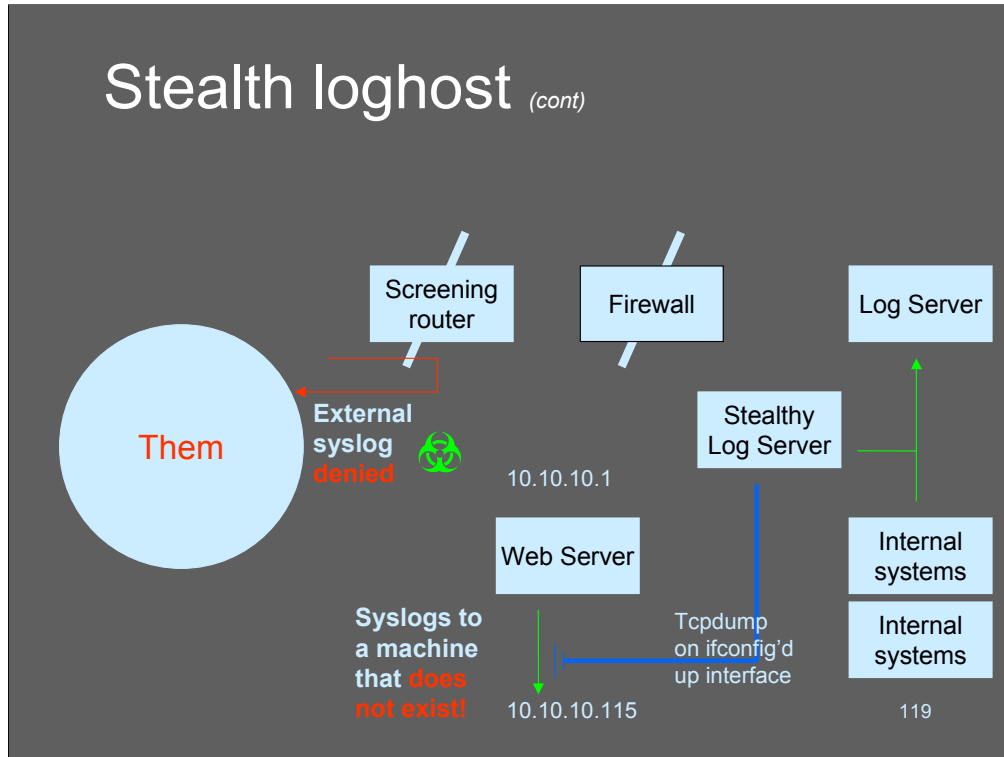 Stealth loghost (cont)
Screening
router
Firewall
Log Server
Them
External
syslog
denied
Stealthy
Log Server
10.10.10.1
Web Server
Internal
systems
Internal
systems
Syslogs to
a machine
that does
not exist!
Tcpdump
on ifconfig’d
up interface
10.10.10.115
119